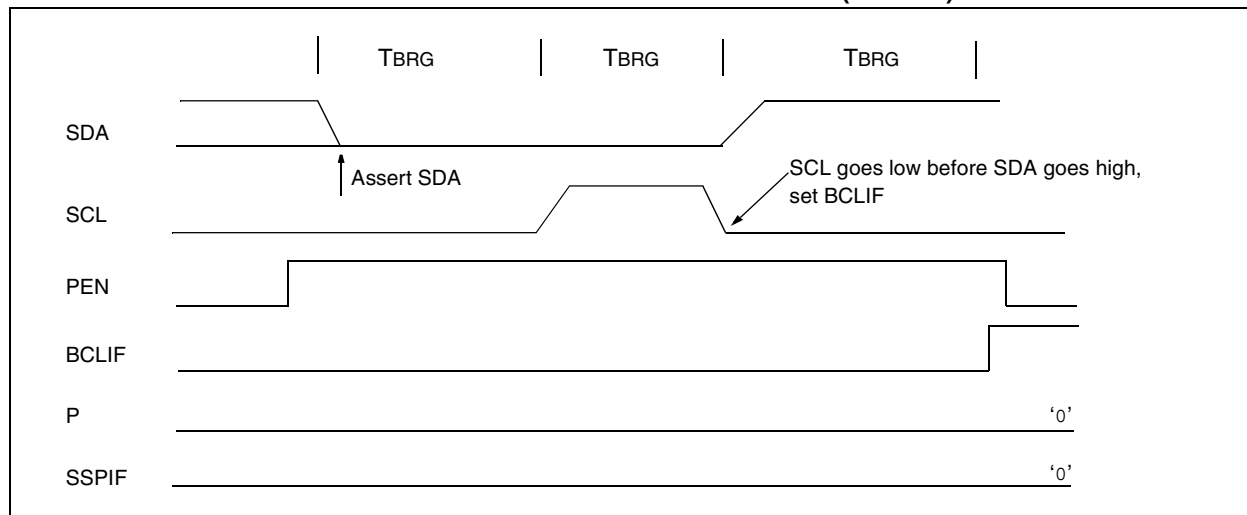 TBRG TBRG TBRG
SDA
Assert SDA
SCL goes low before SDA goes high,
set BCLIF
SCL
PEN
BCLIF
P
'0'
SSPIF
'0'